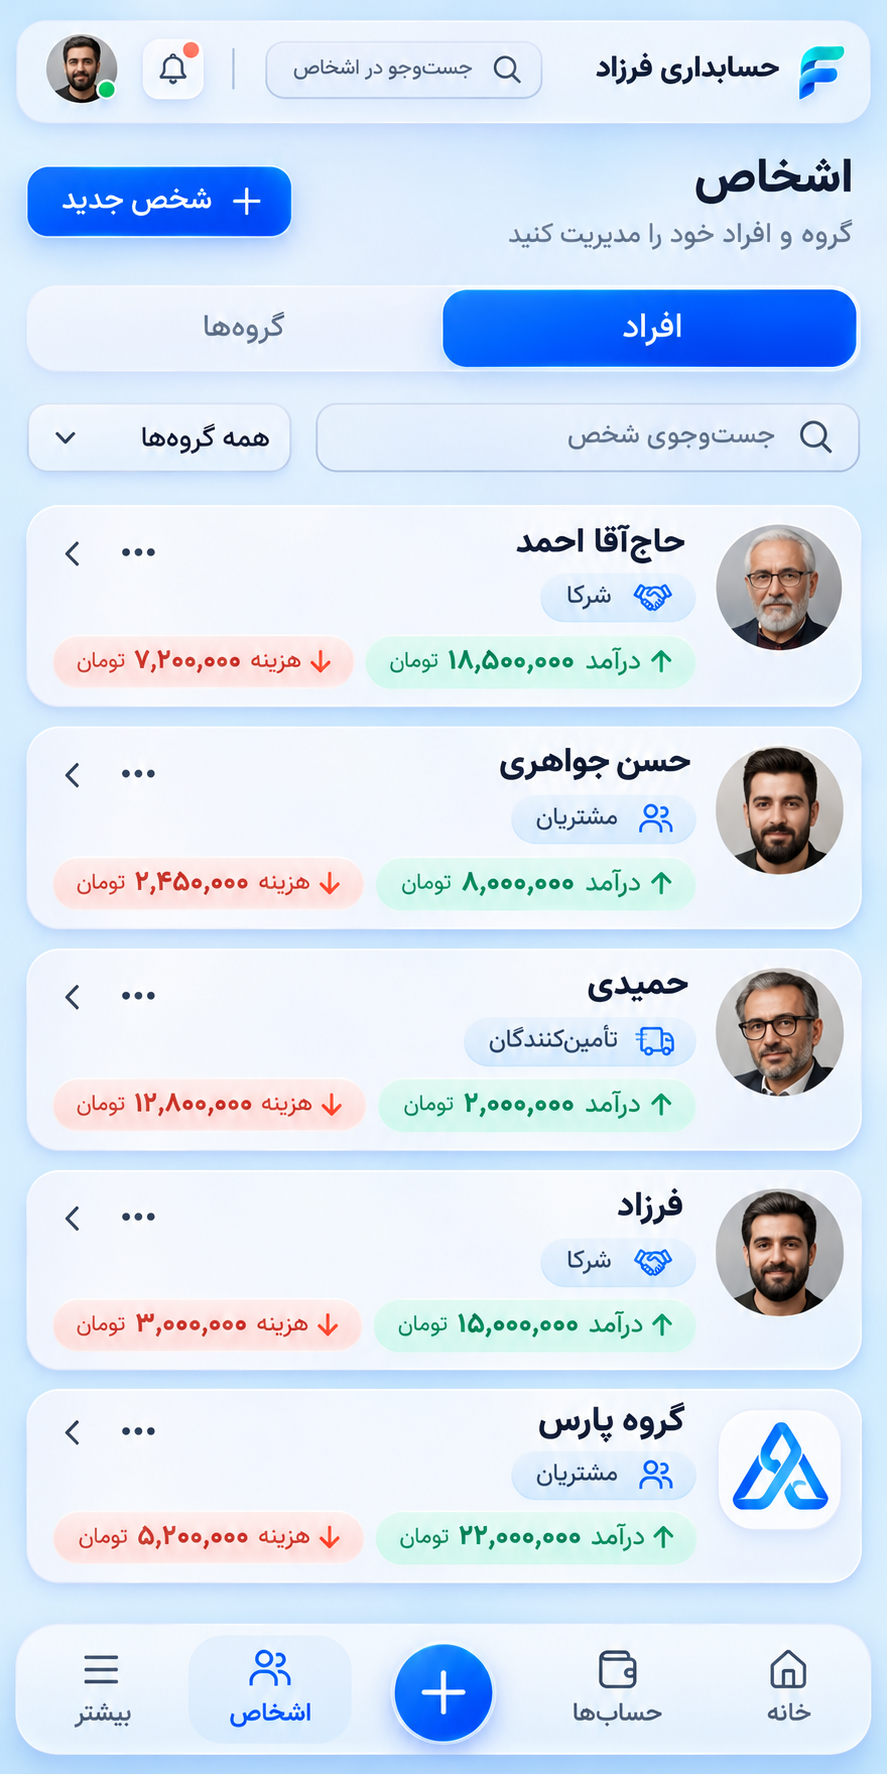 حسابداری فرزاد
جست‌وجو در اشخاص
اشخاص
شخص جدید
گروه و افراد خود را مدیریت کنید
افراد
گروه‌ها
جست‌وجوی شخص
همه گروه‌ها
حاج‌آقا احمد
شرکا
درآمد ۱۸,۵۰۰,۰۰۰ تومان
هزینه ۷,۲۰۰,۰۰۰ تومان
حسن جواهری
مشتریان
درآمد ۸,۰۰۰,۰۰۰ تومان
هزینه ۲,۴۵۰,۰۰۰ تومان
حمیدی
تأمین‌کنندگان
درآمد ۲,۰۰۰,۰۰۰ تومان
هزینه ۱۲,۸۰۰,۰۰۰ تومان
فرزاد
شرکا
درآمد ۱۵,۰۰۰,۰۰۰ تومان
هزینه ۳,۰۰۰,۰۰۰ تومان
گروه پارس
مشتریان
درآمد ۲۲,۰۰۰,۰۰۰ تومان
هزینه ۵,۲۰۰,۰۰۰ تومان
خانه
حساب‌ها
اشخاص
بیشتر